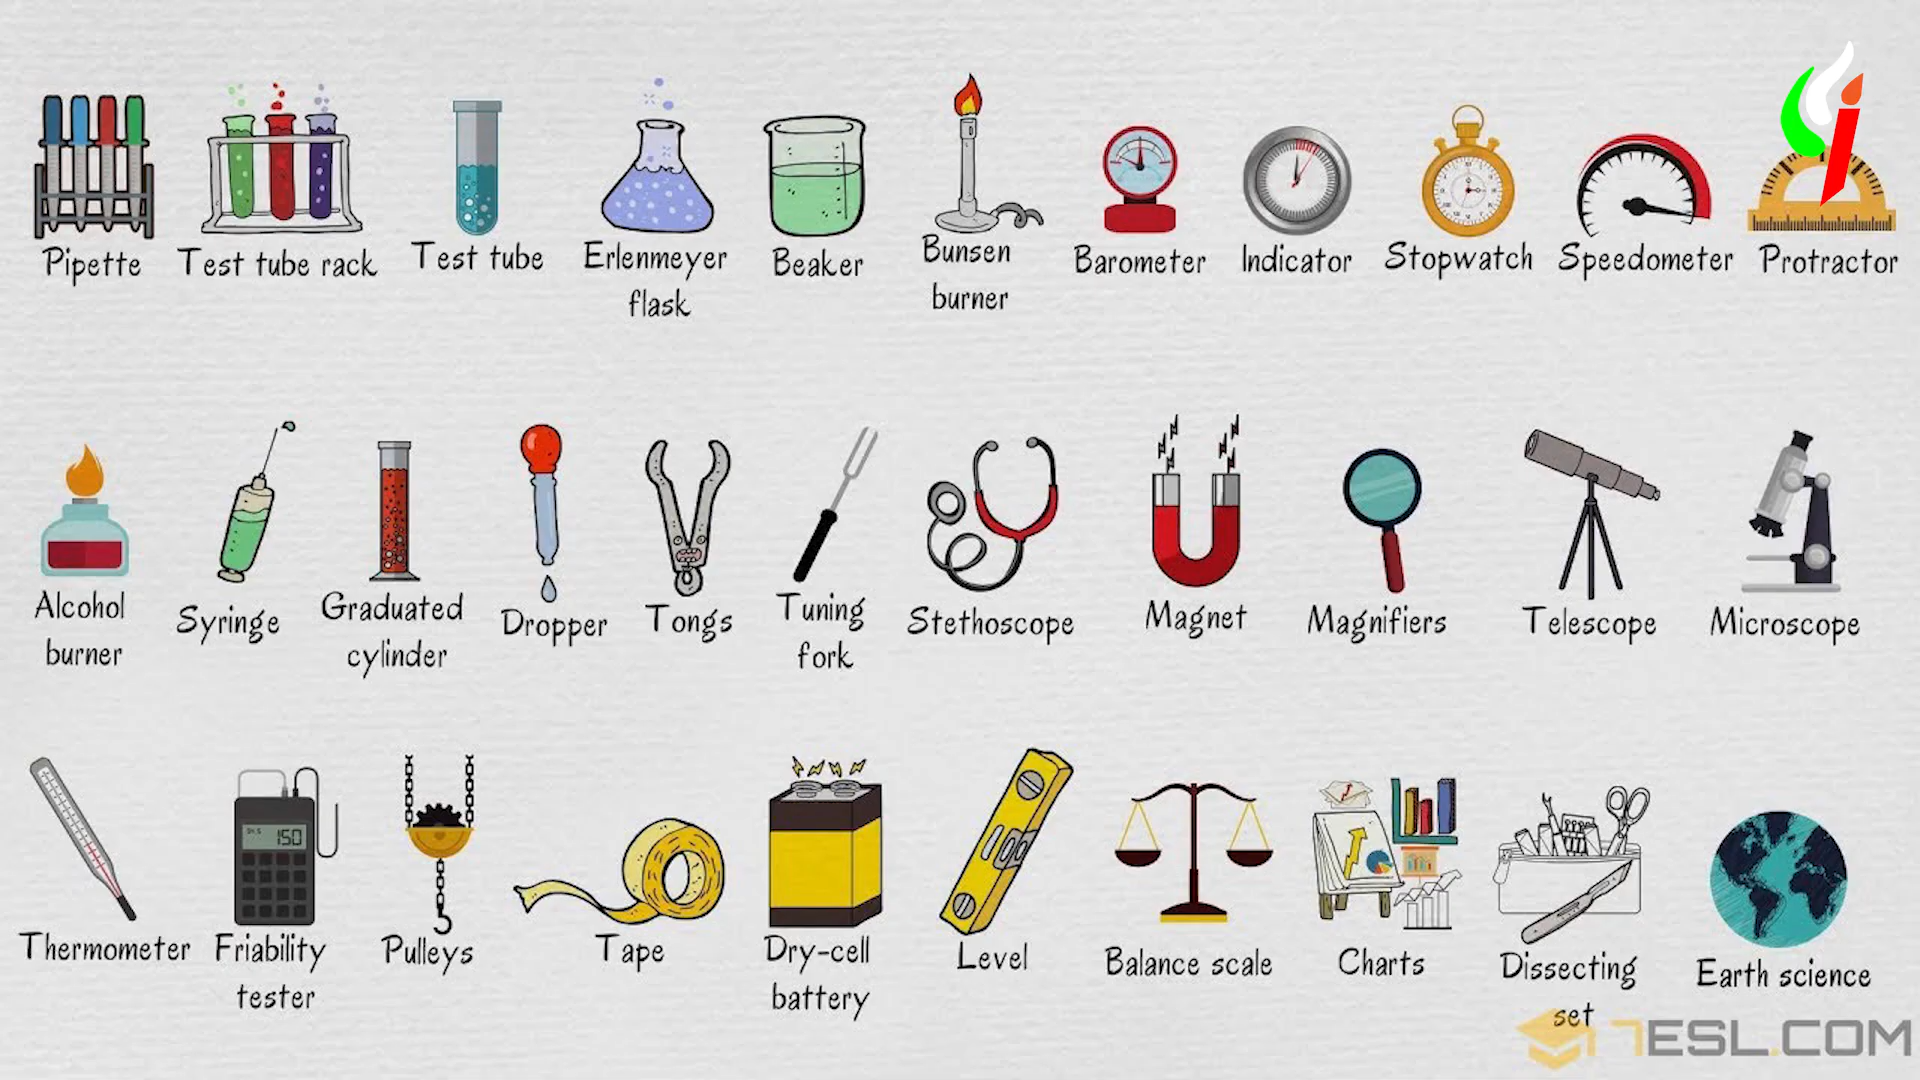 Pipette
Test tube rack
Test tube
Erlenmeyer
flask
Beaker
Bunsen
burner
Barometer
Indicator
Stopwatch
Speedometer
Protractor
Alcohol
burner
Syringe
Graduated
cylinder
Dropper
Tongs
Tuning
fork
Stethoscope
Magnet
Magnifiers
Telescope
Microscope
Thermometer
Friability
tester
150
Pulleys
Tape
Dry-cell
battery
Level
Balance scale
Charts
Dissecting
set
Earth science
7ESL.COM